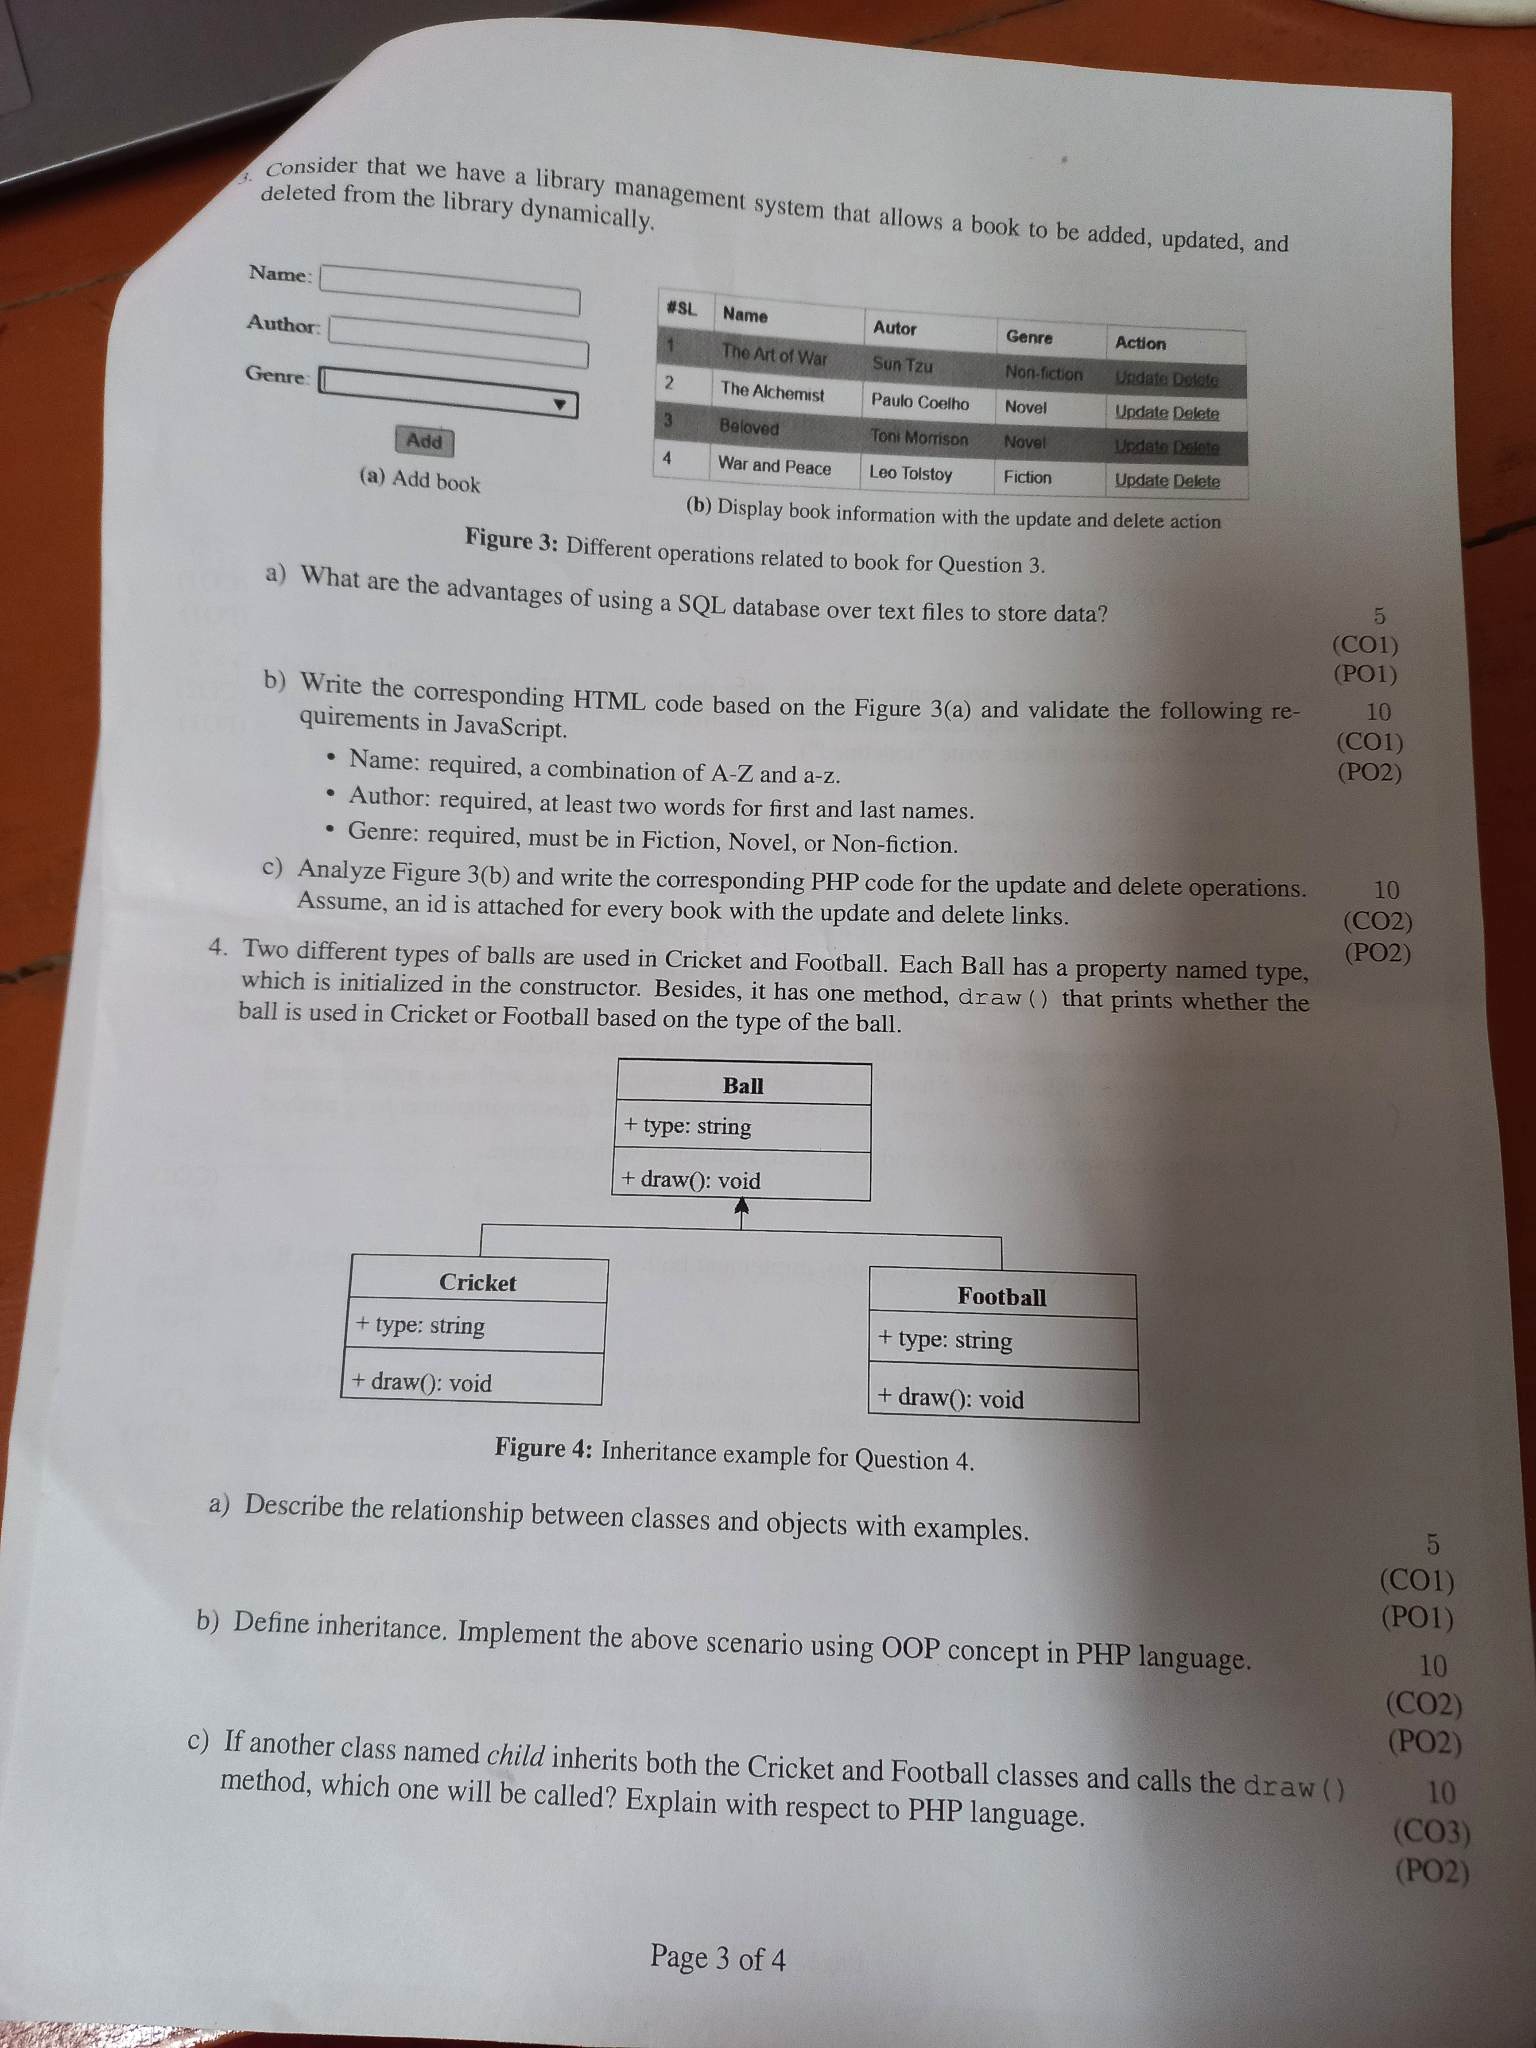 3. Consider that we have a library management system that allows a book to be added, updated, and
deleted from the library dynamically.
Name:
Author:
Genre:
Add
(a) Add book
#SL Name Autor Genre Action
1 The Art of War Sun Tzu Non-fiction Update Delete
2 The Alchemist Paulo Coelho Novel Update Delete
3 Beloved Toni Morrison Novel Update Delete
4 War and Peace Leo Tolstoy Fiction Update Delete
(b) Display book information with the update and delete action
Figure 3: Different operations related to book for Question 3.
a) What are the advantages of using a SQL database over text files to store data?
5
(CO1)
(PO1)
b) Write the corresponding HTML code based on the Figure 3(a) and validate the following re-
quirements in JavaScript.
10
(CO1)
(PO2)
• Name: required, a combination of A-Z and a-z.
• Author: required, at least two words for first and last names.
• Genre: required, must be in Fiction, Novel, or Non-fiction.
c) Analyze Figure 3(b) and write the corresponding PHP code for the update and delete operations.
Assume, an id is attached for every book with the update and delete links.
10
(CO2)
(PO2)
4. Two different types of balls are used in Cricket and Football. Each Ball has a property named type,
which is initialized in the constructor. Besides, it has one method, draw() that prints whether the
ball is used in Cricket or Football based on the type of the ball.
Ball
+ type: string
+ draw(): void
Cricket
+ type: string
+ draw(): void
Football
+ type: string
+ draw(): void
Figure 4: Inheritance example for Question 4.
a) Describe the relationship between classes and objects with examples.
5
(CO1)
(PO1)
b) Define inheritance. Implement the above scenario using OOP concept in PHP language.
10
(CO2)
(PO2)
c) If another class named child inherits both the Cricket and Football classes and calls the draw()
method, which one will be called? Explain with respect to PHP language.
10
(CO3)
(PO2)
Page 3 of 4